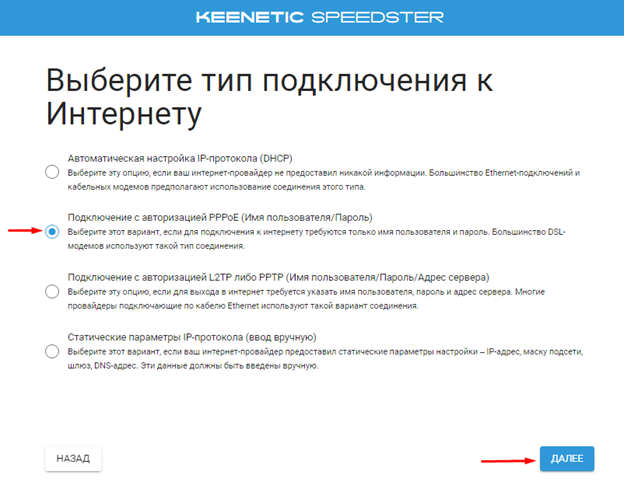 KEENETIC SPEEDSTER
Выберите тип подключения к
Интернету
Автоматическая настройка IP-протокола (DHCP)
Выберите эту опцию, если ваш интернет-провайдер не предоставил никакой информации. Большинство Ethernet-подключений и
кабельных модемов предполагают использование соединения этого типа.
Подключение с авторизацией PPPoE (Имя пользователя/Пароль)
Выберите этот вариант, если для подключения к интернету требуются только имя пользователя и пароль. Большинство DSL-
модемов используют такой тип соединения.
Подключение с авторизацией L2TP либо PPTP (Имя пользователя/Пароль/Адрес сервера)
Выберите эту опцию, если для выхода в интернет требуется указать имя пользователя, пароль и адрес сервера. Многие
провайдеры подключающие по кабелю Ethernet используют такой вариант соединения.
Статические параметры IP-протокола (ввод вручную)
Выберите этот вариант, если ваш интернет-провайдер предоставил статические параметры настройки – IP-адрес, маску подсети,
шлюз, DNS-адрес. Эти данные должны быть введены вручную.
НАЗАД
ДАЛЕЕ